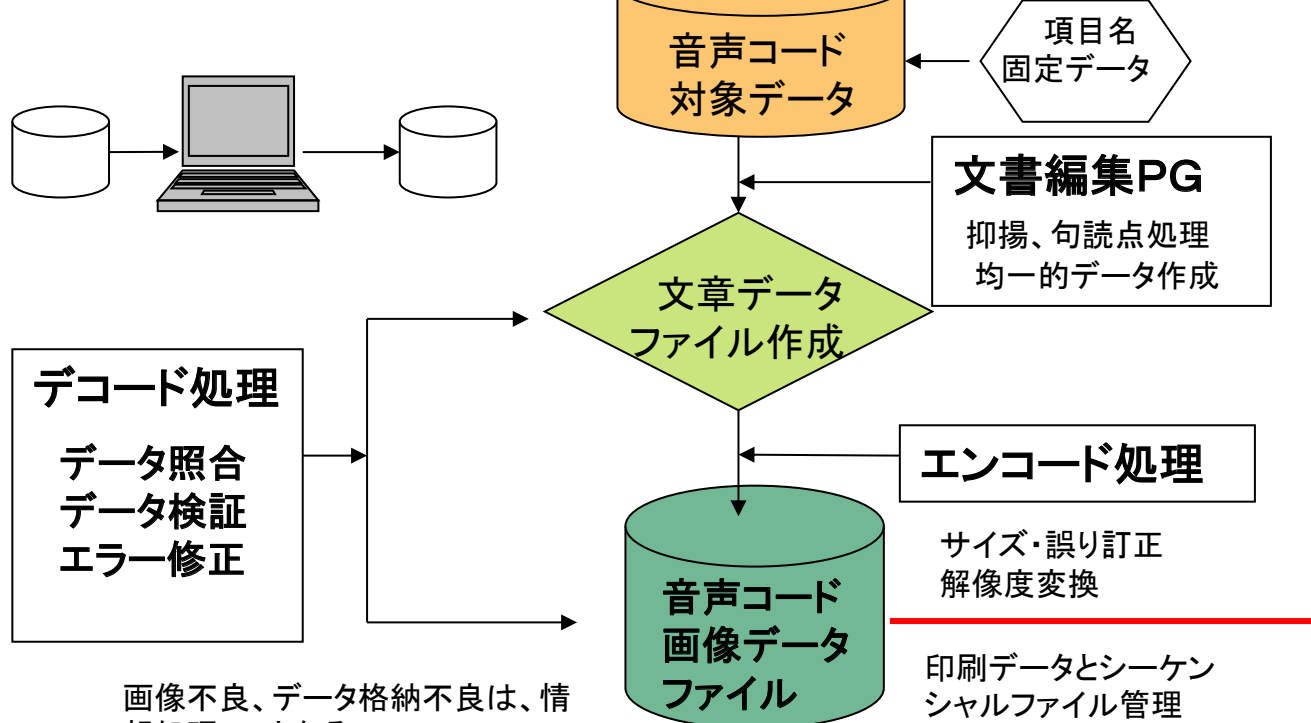 音声コード
対象データ
項目名
固定データ
文書編集PG
抑揚、句読点処理
均一的データ作成
文章データ
ファイル作成
デコード処理
データ照合
データ検証
エラー修正
エンコード処理
サイズ・誤り訂正
解像度変換
音声コード
画像データ
ファイル
印刷データとシーケン
シャルファイル管理
画像不良、データ格納不良は、情